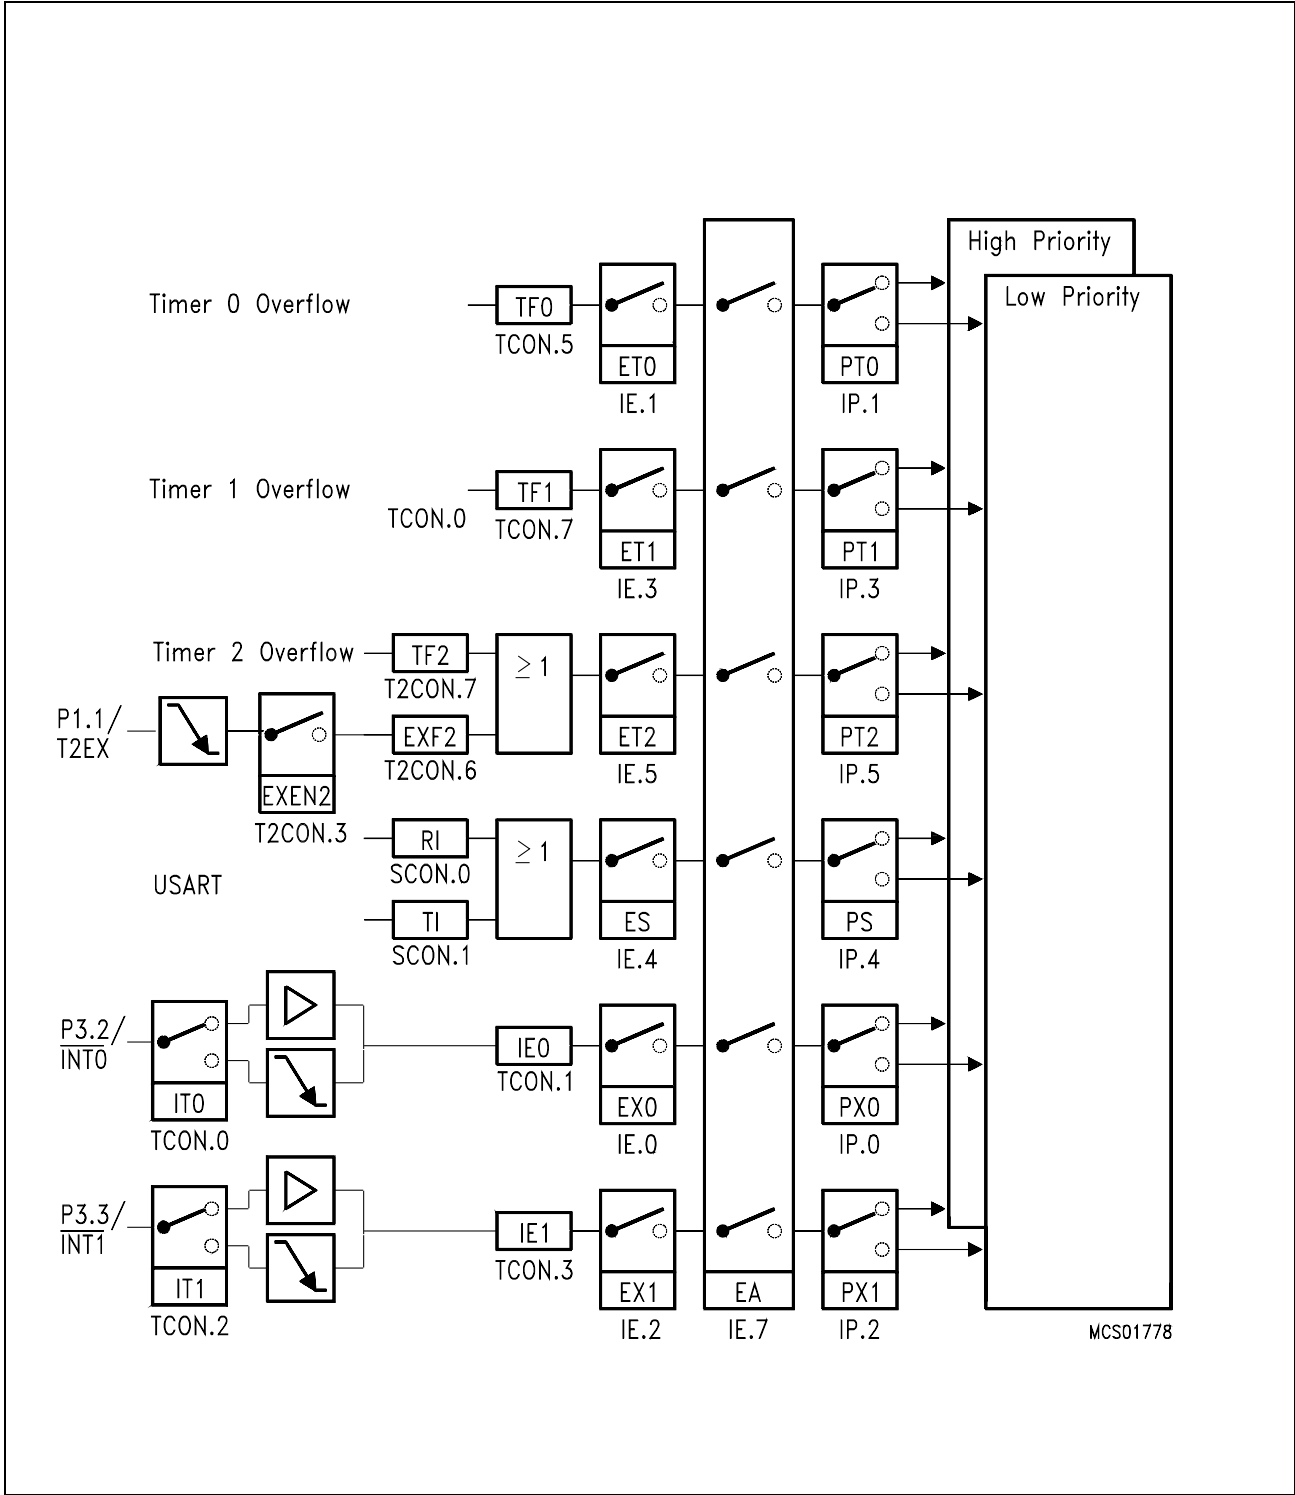 High Priority
Low Priority
Timer 0 Overflow
TF0
TCON.5
ET0
IE.1
PT0
IP.1
Timer 1 Overflow
TCON.0
TF1
TCON.7
ET1
IE.3
PT1
IP.3
Timer 2 Overflow
TF2
T2CON.7
≥1
P1.1/
T2EX
EXEN2
T2CON.3
EXF2
T2CON.6
ET2
IE.5
PT2
IP.5
USART
RI
SCON.0
TI
SCON.1
≥1
ES
IE.4
PS
IP.4
P3.2/
INT0
IT0
TCON.0
IE0
TCON.1
EX0
IE.0
PX0
IP.0
P3.3/
INT1
IT1
TCON.2
IE1
TCON.3
EX1
IE.2
EA
IE.7
PX1
IP.2
MCS01778